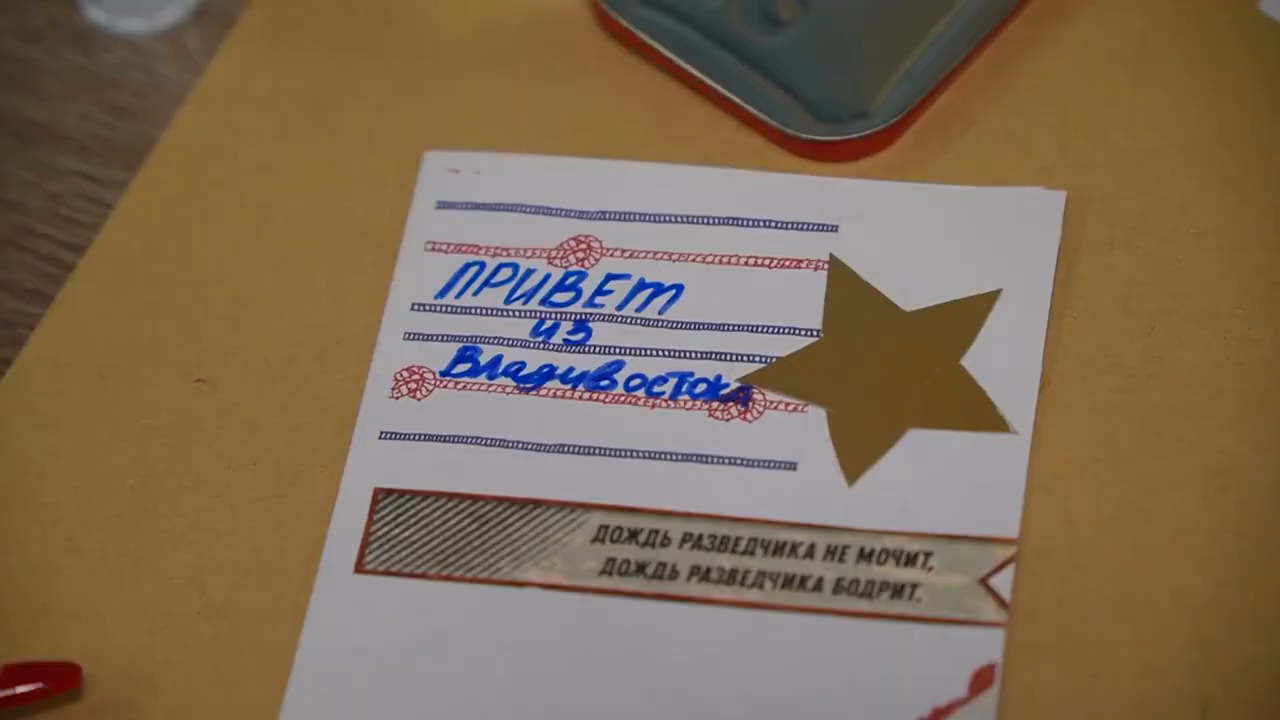 ПРИВЕТ
из
Владивостока
ДОЖДЬ РАЗВЕДЧИКА НЕ МОЧИТ,
ДОЖДЬ РАЗВЕДЧИКА БОДРИТ.